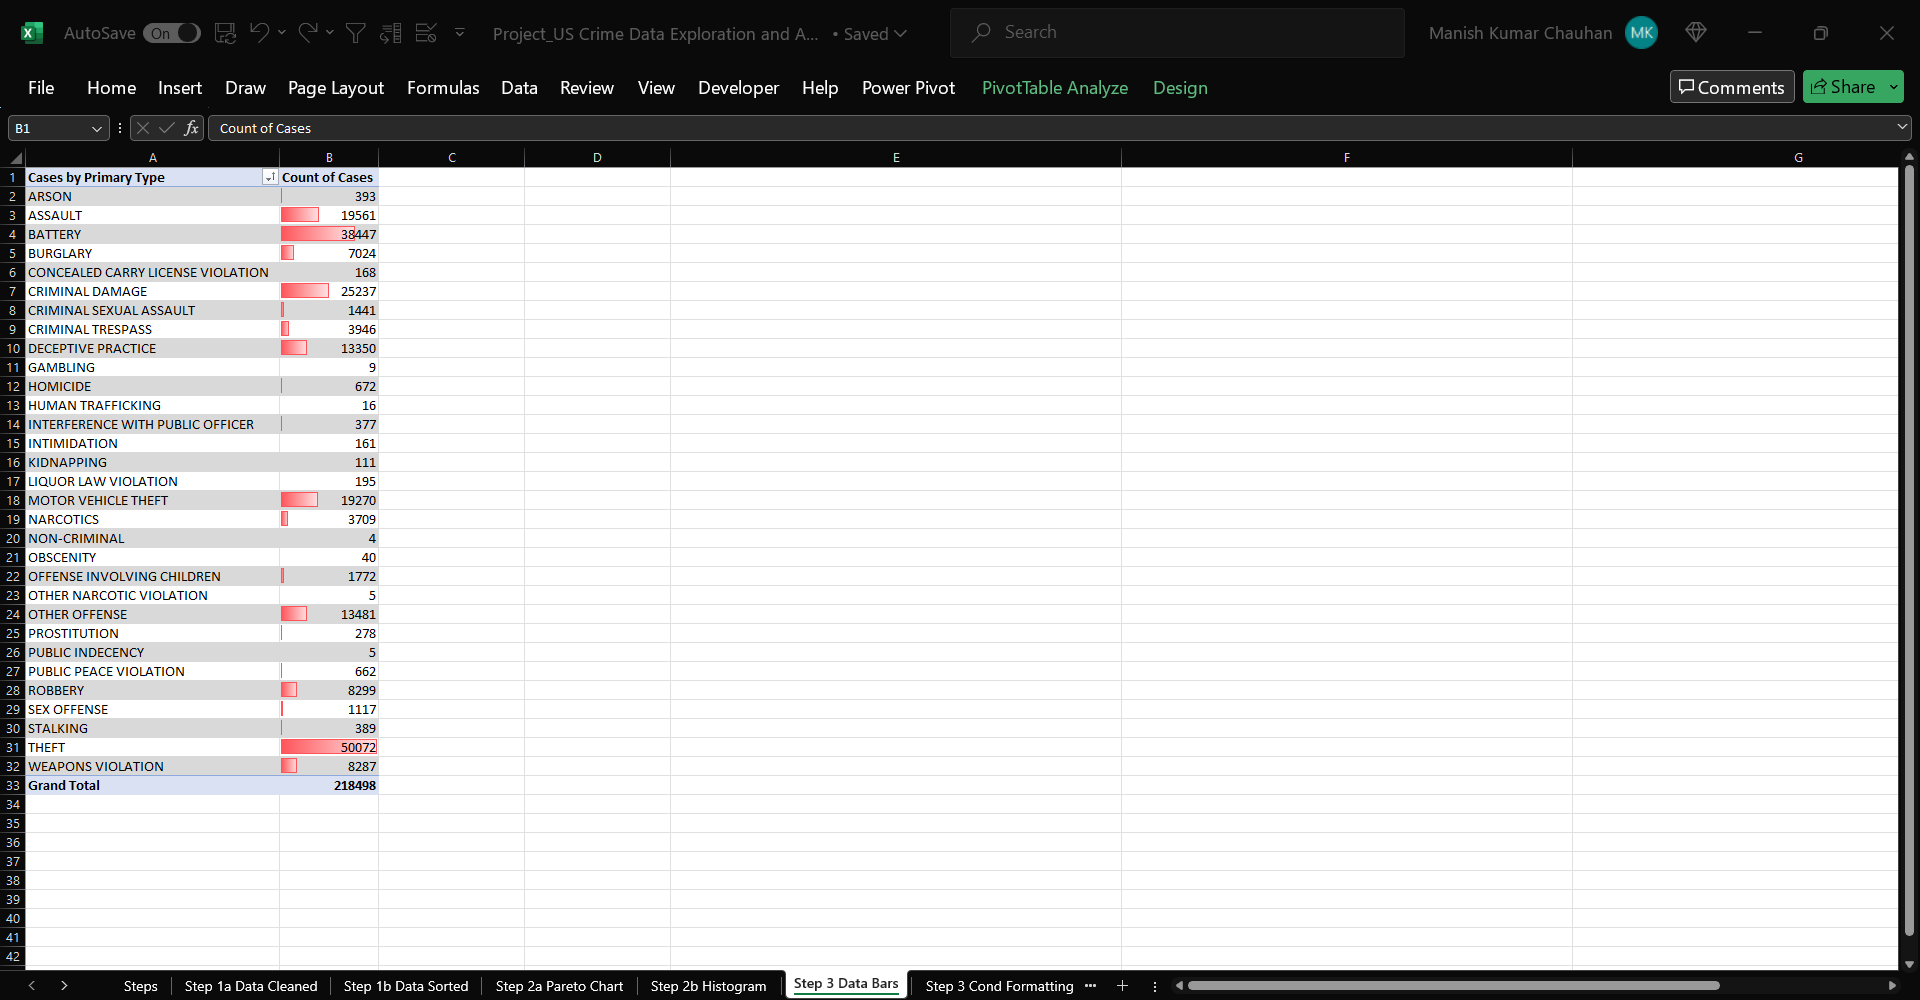 AutoSave On Project_US Crime Data Exploration and A... • Saved Search Manish Kumar Chauhan MK
File Home Insert Draw Page Layout Formulas Data Review View Developer Help Power Pivot PivotTable Analyze Design Comments Share
B1 fx Count of Cases
A B C D E F G
1 Cases by Primary Type Count of Cases
2 ARSON 393
3 ASSAULT 19561
4 BATTERY 38447
5 BURGLARY 7024
6 CONCEALED CARRY LICENSE VIOLATION 168
7 CRIMINAL DAMAGE 25237
8 CRIMINAL SEXUAL ASSAULT 1441
9 CRIMINAL TRESPASS 3946
10 DECEPTIVE PRACTICE 13350
11 GAMBLING 9
12 HOMICIDE 672
13 HUMAN TRAFFICKING 16
14 INTERFERENCE WITH PUBLIC OFFICER 377
15 INTIMIDATION 161
16 KIDNAPPING 111
17 LIQUOR LAW VIOLATION 195
18 MOTOR VEHICLE THEFT 19270
19 NARCOTICS 3709
20 NON-CRIMINAL 4
21 OBSCENITY 40
22 OFFENSE INVOLVING CHILDREN 1772
23 OTHER NARCOTIC VIOLATION 5
24 OTHER OFFENSE 13481
25 PROSTITUTION 278
26 PUBLIC INDECENCY 5
27 PUBLIC PEACE VIOLATION 662
28 ROBBERY 8299
29 SEX OFFENSE 1117
30 STALKING 389
31 THEFT 50072
32 WEAPONS VIOLATION 8287
33 Grand Total 218498
34
35
36
37
38
39
40
41
42
Steps Step 1a Data Cleaned Step 1b Data Sorted Step 2a Pareto Chart Step 2b Histogram Step 3 Data Bars Step 3 Cond Formatting ...